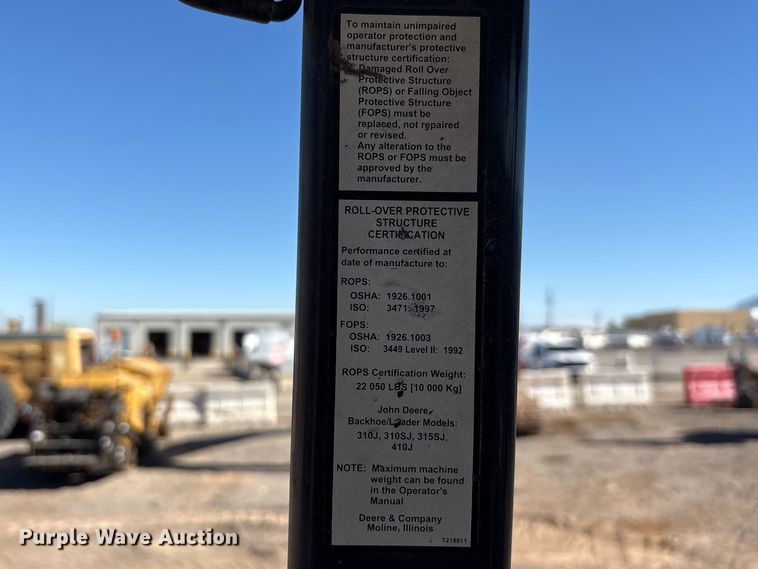 To maintain unimpaired
operator protection and
manufacturer's protective
structure certification:
- Damaged Roll Over
Protective Structure
(ROPS) or Falling Object
Protective Structure
(FOPS) must be
replaced, not repaired
or revised.
- Any alteration to the
ROPS or FOPS must be
approved by the
manufacturer.
ROLL-OVER PROTECTIVE
STRUCTURE
CERTIFICATION
Performance certified at
date of manufacture to:
ROPS:
OSHA: 1926.1001
ISO: 3471: 1997
FOPS:
OSHA: 1926.1003
ISO: 3449 Level II: 1992
ROPS Certification Weight:
22 050 LBS [10 000 Kg]
John Deere
Backhoe/Loader Models:
310J, 310SJ, 315SJ,
410J
NOTE: Maximum machine
weight can be found
in the Operator's
Manual
Deere & Company
Moline, Illinois
T218011
Purple Wave Auction